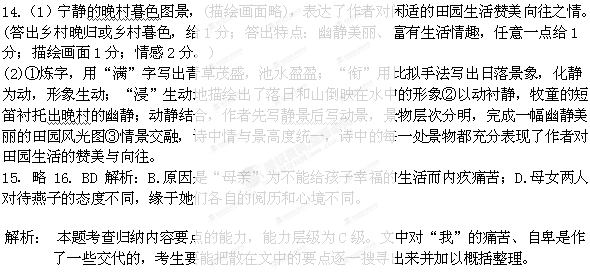 14.（1）宁静的晚村暮色图景，(描绘画面略)，表达了作者对闲适的田园生活赞美向往之情。
(答出乡村晚归或乡村暮色，给 1 分；答出特点：幽静美丽、富有生活情趣，任意一点给 1
分；描绘画面 1 分；情感 2 分。)
(2)①炼字，用“满”字写出青草茂盛，池水盈盈；“衔”用比拟手法写出日落景象，化静
为动，形象生动；“浸”生动地描绘出了落日和山倒映在水中的形象②以动衬静，牧童的短
笛衬托出晚村的幽静；动静结合，作者先写静景后写动景，景物层次分明，完成一幅幽静美
丽的田园风光图③情景交融，诗中情与景高度统一，诗中的每一处景物都充分表现了作者对
田园生活的赞美与向往。
15. 略 16. BD 解析：B.原因是“母亲”为不能给孩子幸福的生活而内疚痛苦；D.母女两人
对待燕子的态度不同，缘于她们各自的阅历和心境不同。
解析： 本题考查归纳内容要点的能力，能力层级为 C 级。文中对“我”的痛苦、自卑是作
了一些交代的，考生要能把散在文中的要点逐一搜寻出来并加以概括整理。